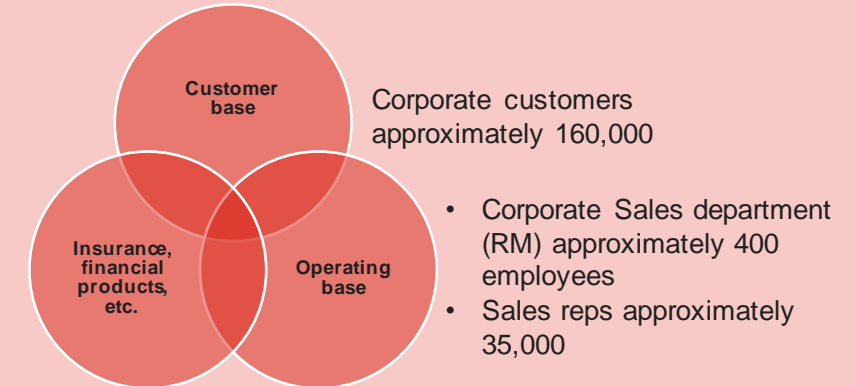 Customer
base
Corporate customers
approximately 160,000
Insurance,
financial
products,
etc.
Operating
base
• Corporate Sales department
(RM) approximately 400
employees
• Sales reps approximately
35,000